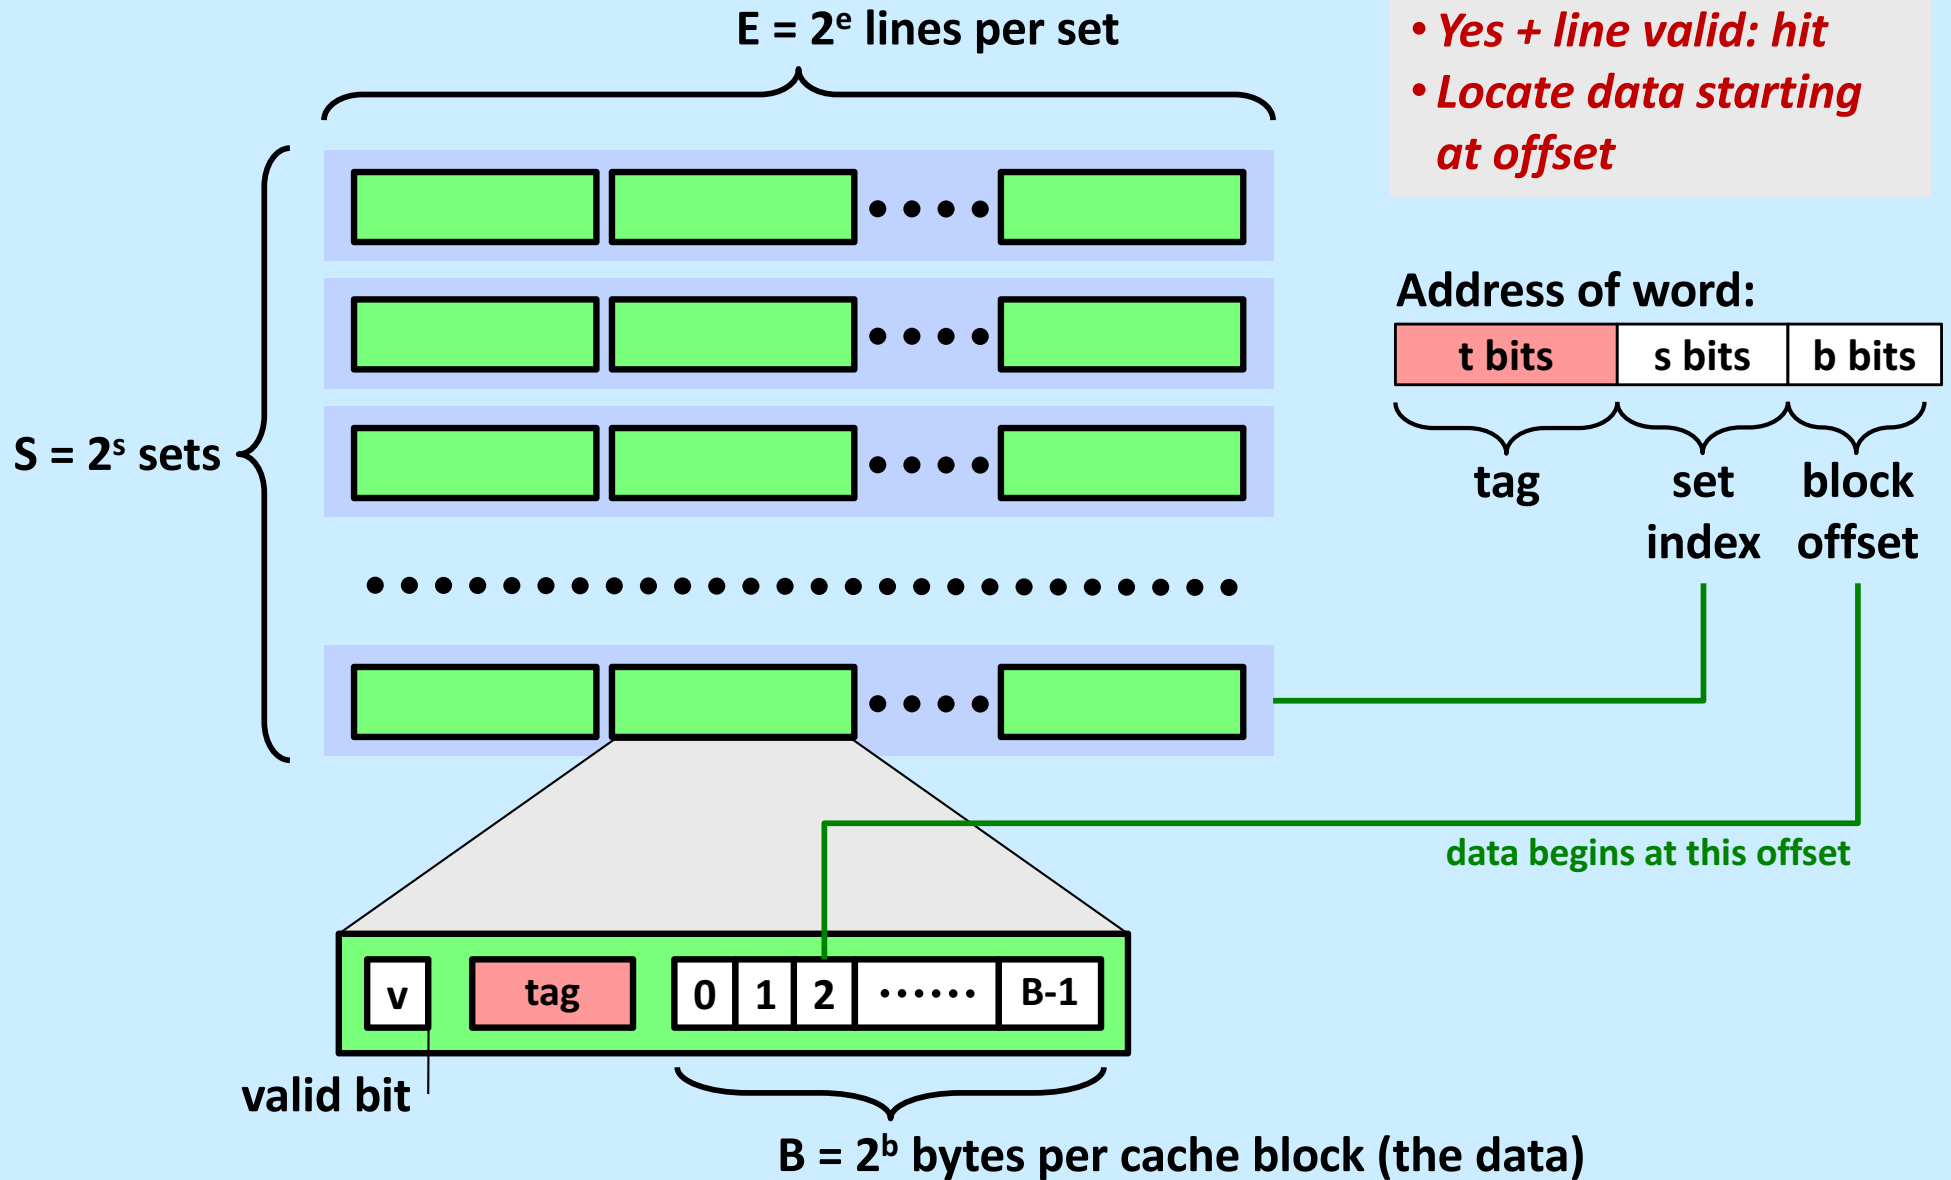 E = 2ᵉ lines per set
• Yes + line valid: hit
• Locate data starting
at offset
Address of word:
t bits s bits b bits
S = 2ˢ sets
tag set block
index offset
data begins at this offset
v tag 0 1 2 •••••• B-1
valid bit
B = 2ᵇ bytes per cache block (the data)